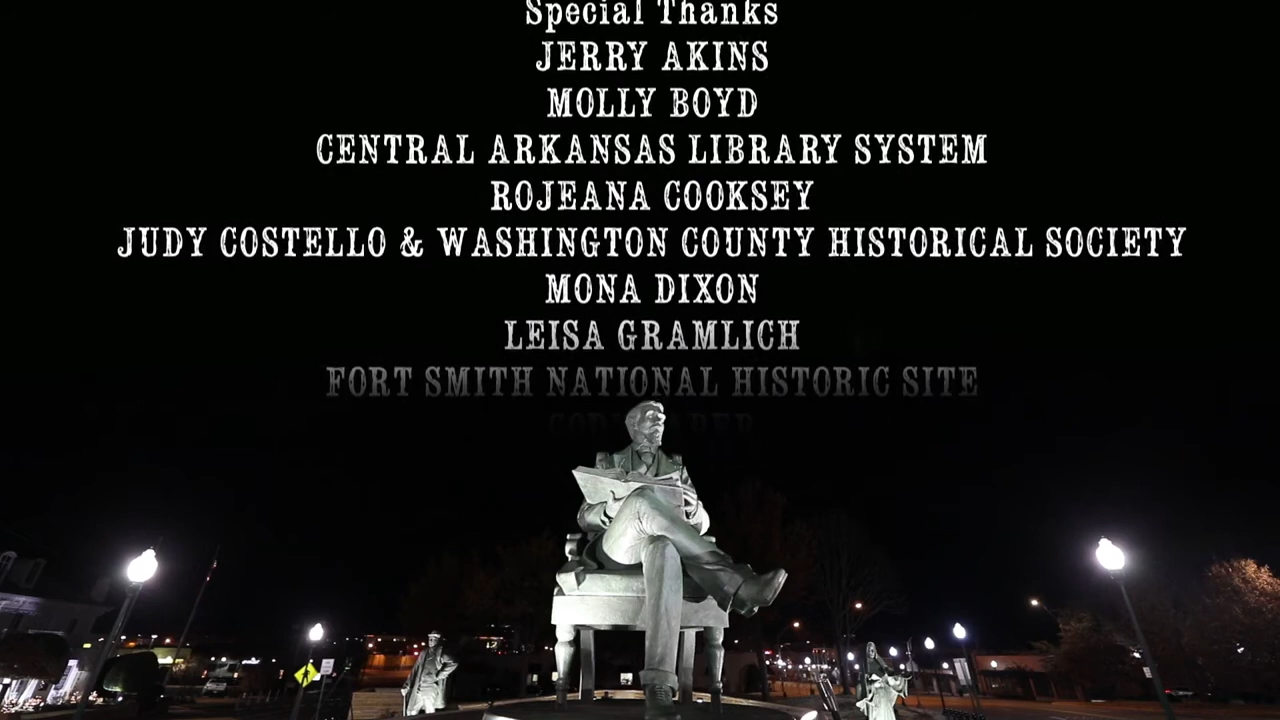 Special Thanks
JERRY AKINS
MOLLY BOYD
CENTRAL ARKANSAS LIBRARY SYSTEM
ROJEANA COOKSEY
JUDY COSTELLO & WASHINGTON COUNTY HISTORICAL SOCIETY
MONA DIXON
LEISA GRAMLICH
FORT SMITH NATIONAL HISTORIC SITE